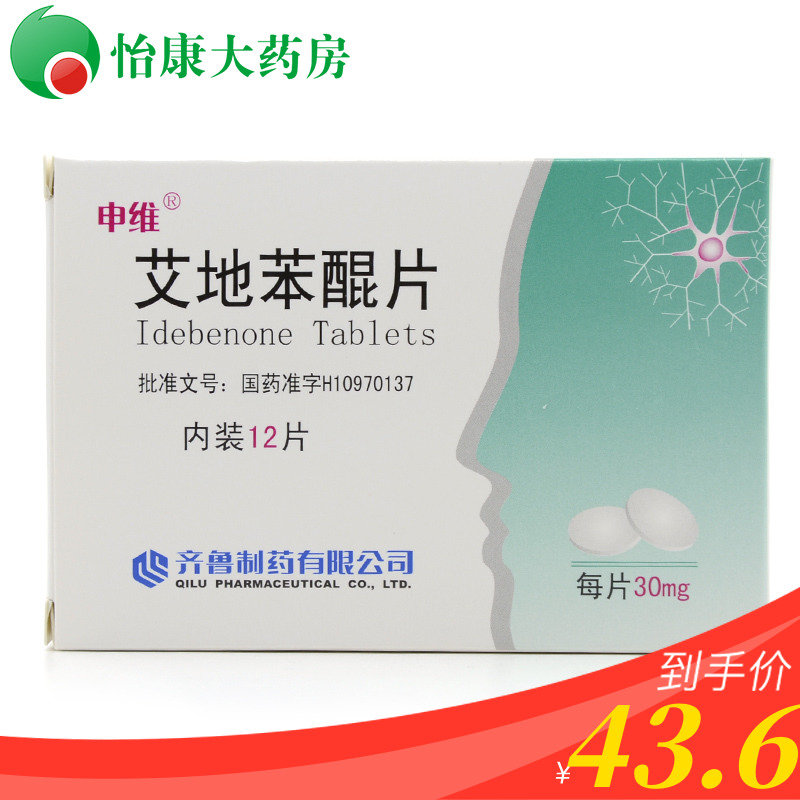 怡康大药房
申维®
艾地苯醌片
Idebenone Tablets
批准文号：国药准字H10970137
内装12片
齐鲁制药有限公司
QILU PHARMACEUTICAL CO., LTD.
每片30mg
到手价
¥43.6